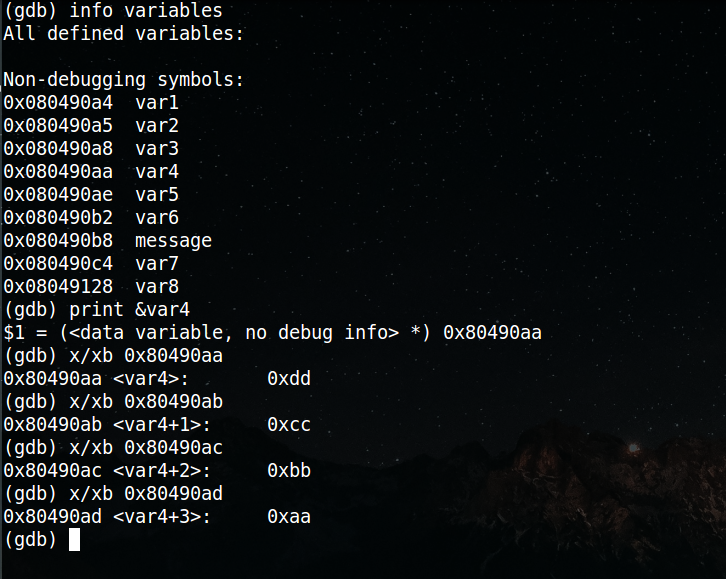 (gdb) info variables
All defined variables:

Non-debugging symbols:
0x080490a4  var1
0x080490a5  var2
0x080490a8  var3
0x080490aa  var4
0x080490ae  var5
0x080490b2  var6
0x080490b8  message
0x080490c4  var7
0x08049128  var8
(gdb) print &var4
$1 = (<data variable, no debug info> *) 0x80490aa
(gdb) x/xb 0x80490aa
0x80490aa <var4>:       0xdd
(gdb) x/xb 0x80490ab
0x80490ab <var4+1>:     0xcc
(gdb) x/xb 0x80490ac
0x80490ac <var4+2>:     0xbb
(gdb) x/xb 0x80490ad
0x80490ad <var4+3>:     0xaa
(gdb)